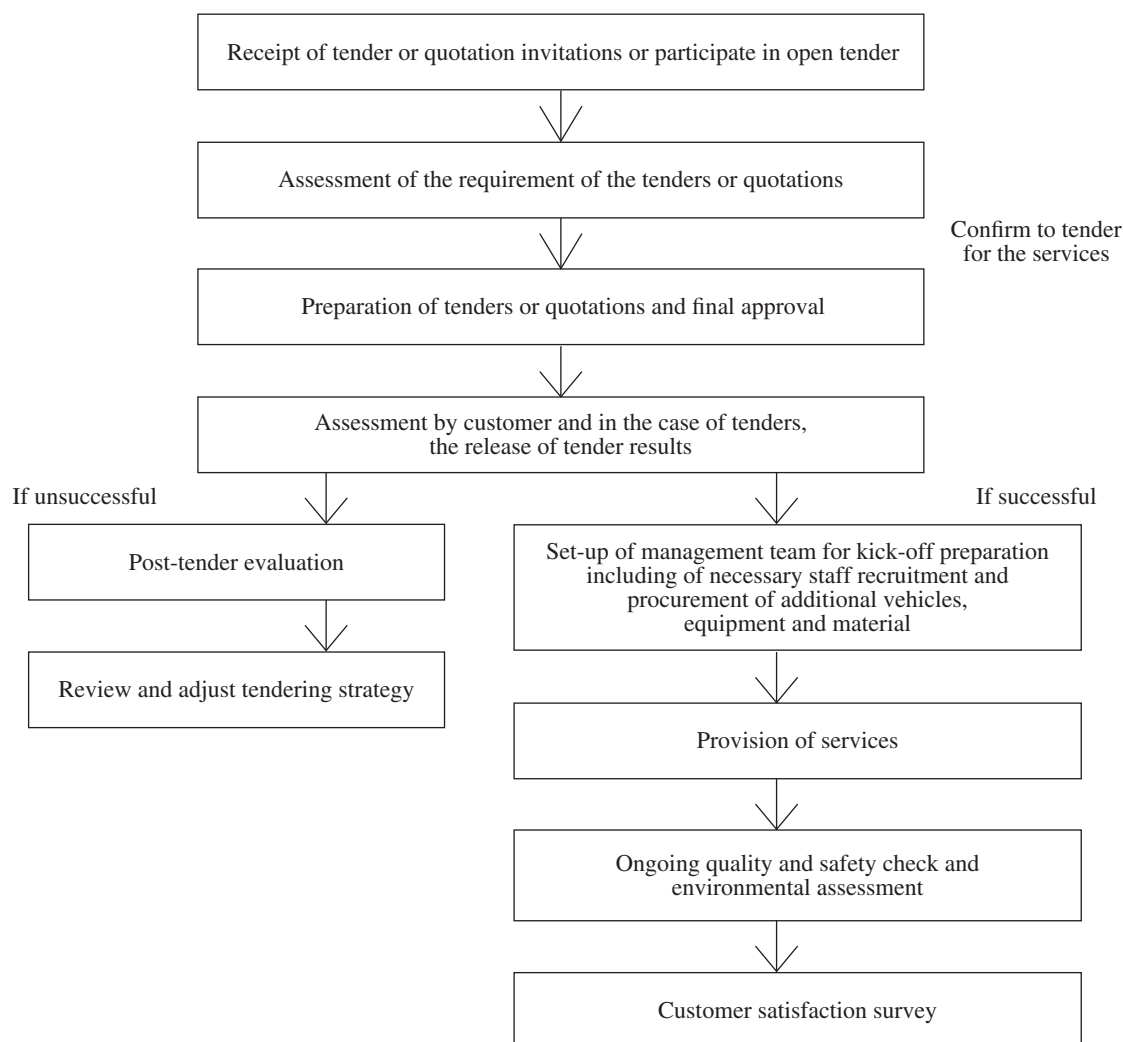 Receipt of tender or quotation invitations or participate in open tender
Assessment of the requirement of the tenders or quotations
Confirm to tender
for the services
Preparation of tenders or quotations and final approval
Assessment by customer and in the case of tenders,
the release of tender results
If unsuccessful
If successful
Post-tender evaluation
Review and adjust tendering strategy
Set-up of management team for kick-off preparation
including of necessary staff recruitment and
procurement of additional vehicles,
equipment and material
Provision of services
Ongoing quality and safety check and
environmental assessment
Customer satisfaction survey